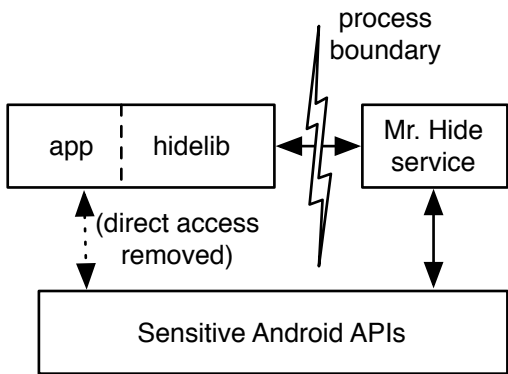 process
boundary
app
hidelib
Mr. Hide
service
(direct access
removed)
Sensitive Android APIs